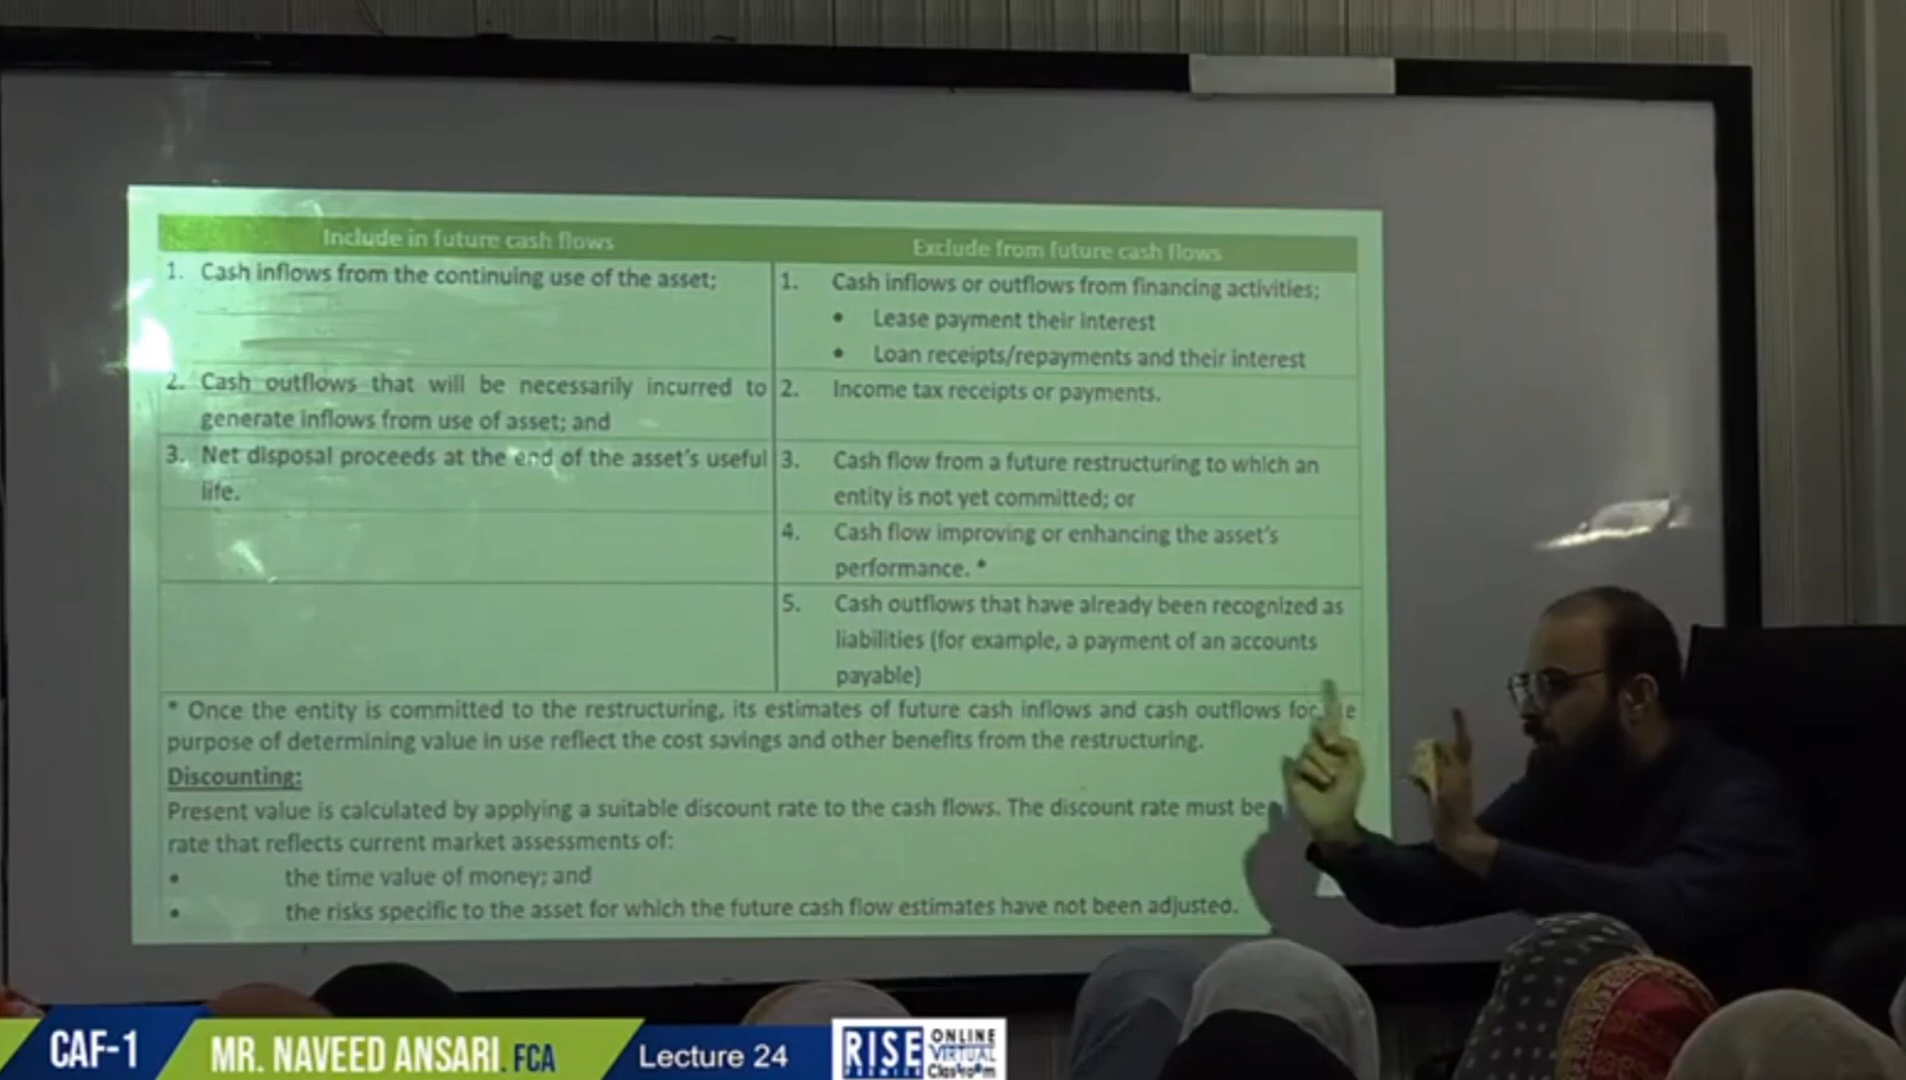 Include in future cash flows
Exclude from future cash flows
1. Cash inflows from the continuing use of the asset;
1. Cash inflows or outflows from financing activities;
• Lease payment their interest
• Loan receipts/repayments and their interest
2. Cash outflows that will be necessarily incurred to
generate inflows from use of asset; and
2. Income tax receipts or payments.
3. Net disposal proceeds at the end of the asset's useful
life.
3. Cash flow from a future restructuring to which an
entity is not yet committed; or
4. Cash flow improving or enhancing the asset's
performance. *
5. Cash outflows that have already been recognized as
liabilities (for example, a payment of an accounts
payable)
* Once the entity is committed to the restructuring, its estimates of future cash inflows and cash outflows for
purpose of determining value in use reflect the cost savings and other benefits from the restructuring.
Discounting:
Present value is calculated by applying a suitable discount rate to the cash flows. The discount rate must be
rate that reflects current market assessments of:
• the time value of money; and
• the risks specific to the asset for which the future cash flow estimates have not been adjusted.
CAF-1
MR. NAVEED ANSARI. FCA
Lecture 24
RISE
PREMIER
ONLINE
VIRTUAL
Classroom